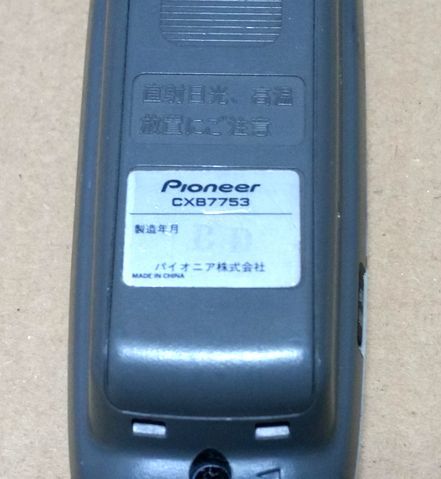 直射日光、高温
放置にご注意
Pioneer
CXB7753
製造年月
パイオニア株式会社
MADE IN CHINA